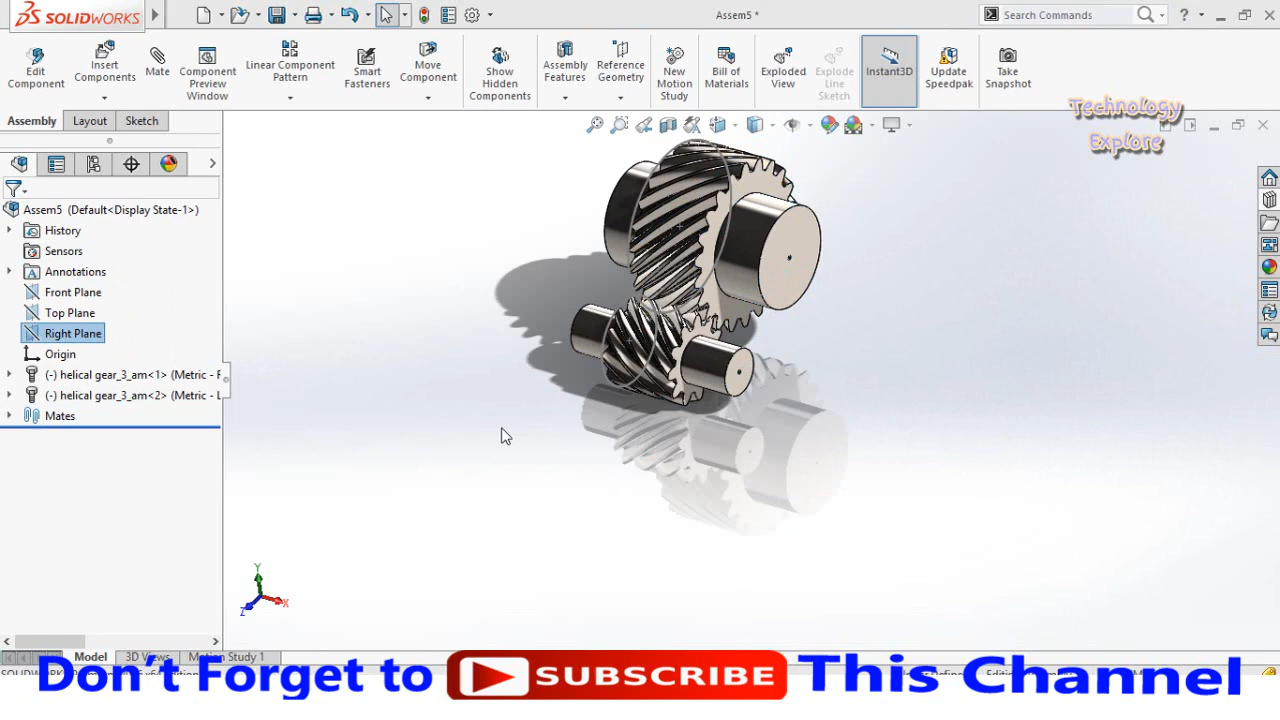 SOLIDWORKS
Assem5 *
Search Commands
?
Edit
Component
Insert
Components
Mate
Component
Preview
Window
Linear Component
Pattern
Smart
Fasteners
Move
Component
Show
Hidden
Components
Assembly
Features
Reference
Geometry
New
Motion
Study
Bill of
Materials
Exploded
View
Explode
Line
Sketch
Instant3D
Update
Speedpak
Take
Snapshot
Technology
Explore
Assembly
Layout
Sketch
Assem5 (Default<Display State-1>)
History
Sensors
Annotations
Front Plane
Top Plane
Right Plane
Origin
(-) helical gear_3_am<1> (Metric - 
(-) helical gear_3_am<2> (Metric - 
Mates
Y
X
Z
Model
3D Views
Motion Study 1
Don't Forget to SUBSCRIBE This Channel